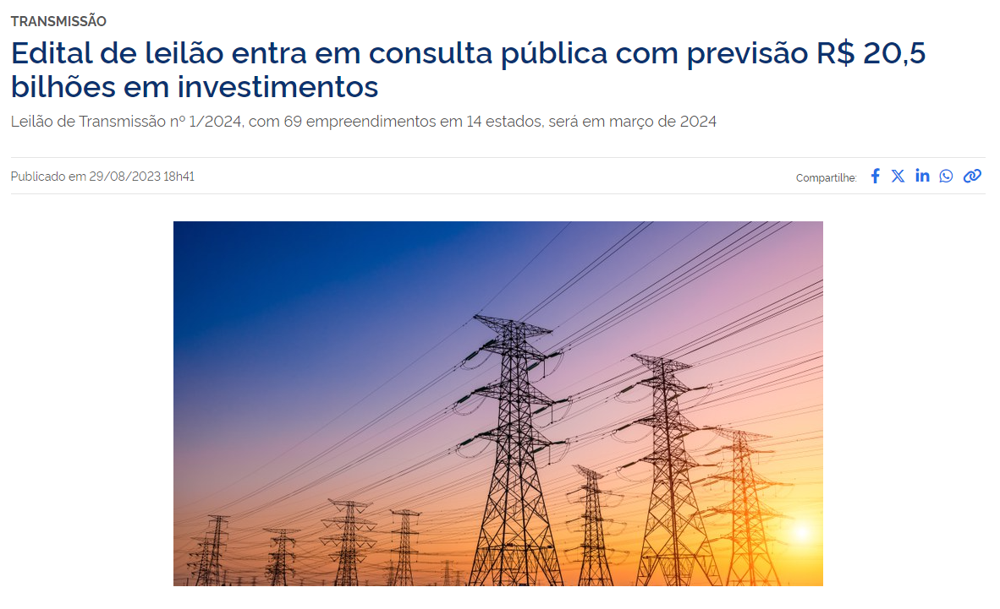 TRANSMISSÃO
Edital de leilão entra em consulta pública com previsão R$ 20,5
bilhões em investimentos
Leilão de Transmissão nº 1/2024, com 69 empreendimentos em 14 estados, será em março de 2024
Publicado em 29/08/2023 18h41
Compartilhe: